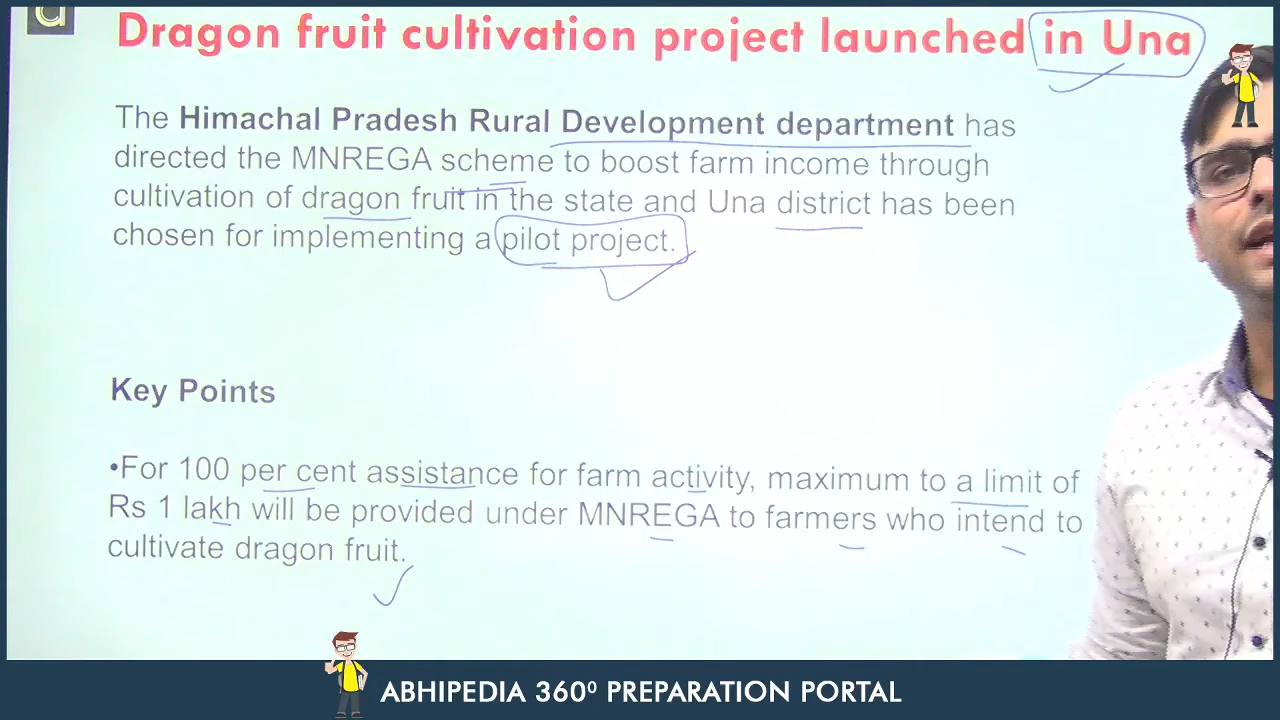 a
Dragon fruit cultivation project launched in Una
The Himachal Pradesh Rural Development department has
directed the MNREGA scheme to boost farm income through
cultivation of dragon fruit in the state and Una district has been
chosen for implementing a pilot project.
Key Points
•For 100 per cent assistance for farm activity, maximum to a limit of
Rs 1 lakh will be provided under MNREGA to farmers who intend to
cultivate dragon fruit.
ABHIPEDIA 360⁰ PREPARATION PORTAL